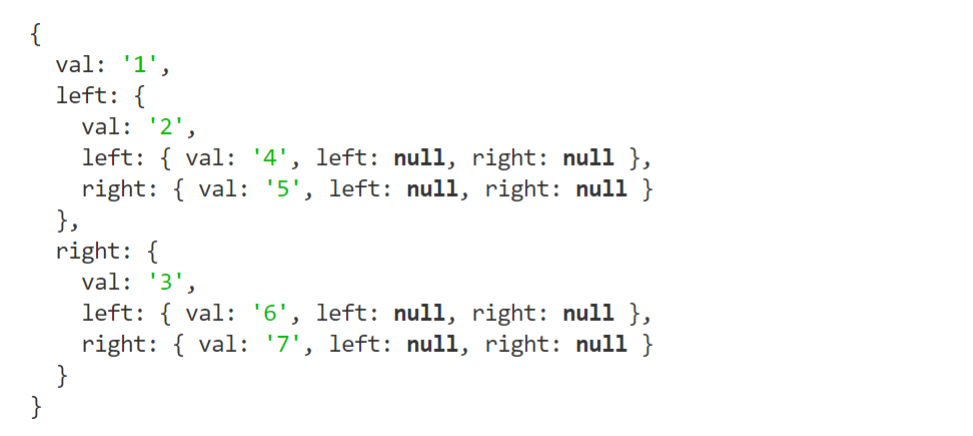 {
  val: '1',
  left: {
    val: '2',
    left: { val: '4', left: null, right: null },
    right: { val: '5', left: null, right: null }
  },
  right: {
    val: '3',
    left: { val: '6', left: null, right: null },
    right: { val: '7', left: null, right: null }
  }
}